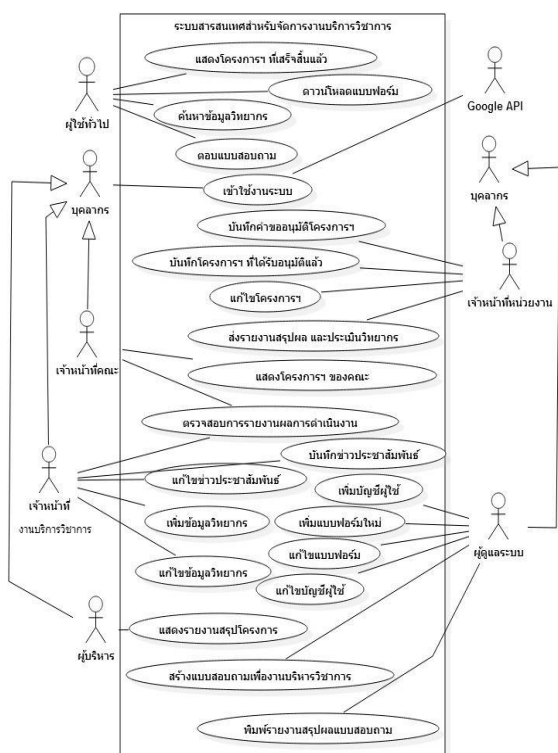 ระบบสารสนเทศสำหรับจัดการงานบริการวิชาการ
แสดงโครงการฯ ที่เสร็จสิ้นแล้ว
ดาวน์โหลดแบบฟอร์ม
ผู้ใช้ทั่วไป
Google API
ค้นหาข้อมูลวิทยากร
ตอบแบบสอบถาม
เข้าใช้งานระบบ
บุคลากร
บุคลากร
บันทึกคำขออนุมัติโครงการฯ
บันทึกโครงการฯ ที่ได้รับอนุมัติแล้ว
แก้ไขโครงการฯ
เจ้าหน้าที่หน่วยงาน
ส่งรายงานสรุปผล และประเมินวิทยากร
เจ้าหน้าที่คณะ
แสดงโครงการฯ ของคณะ
ตรวจสอบการรายงานผลการดำเนินงาน
บันทึกข่าวประชาสัมพันธ์
แก้ไขข่าวประชาสัมพันธ์
เพิ่มบัญชีผู้ใช้
เจ้าหน้าที่
งานบริการวิชาการ
เพิ่มข้อมูลวิทยากร
เพิ่มแบบฟอร์มใหม่
แก้ไขแบบฟอร์ม
ผู้ดูแลระบบ
แก้ไขข้อมูลวิทยากร
แก้ไขบัญชีผู้ใช้
แสดงรายงานสรุปโครงการ
ผู้บริหาร
สร้างแบบสอบถามเพื่องานบริหารวิชาการ
พิมพ์รายงานสรุปผลแบบสอบถาม